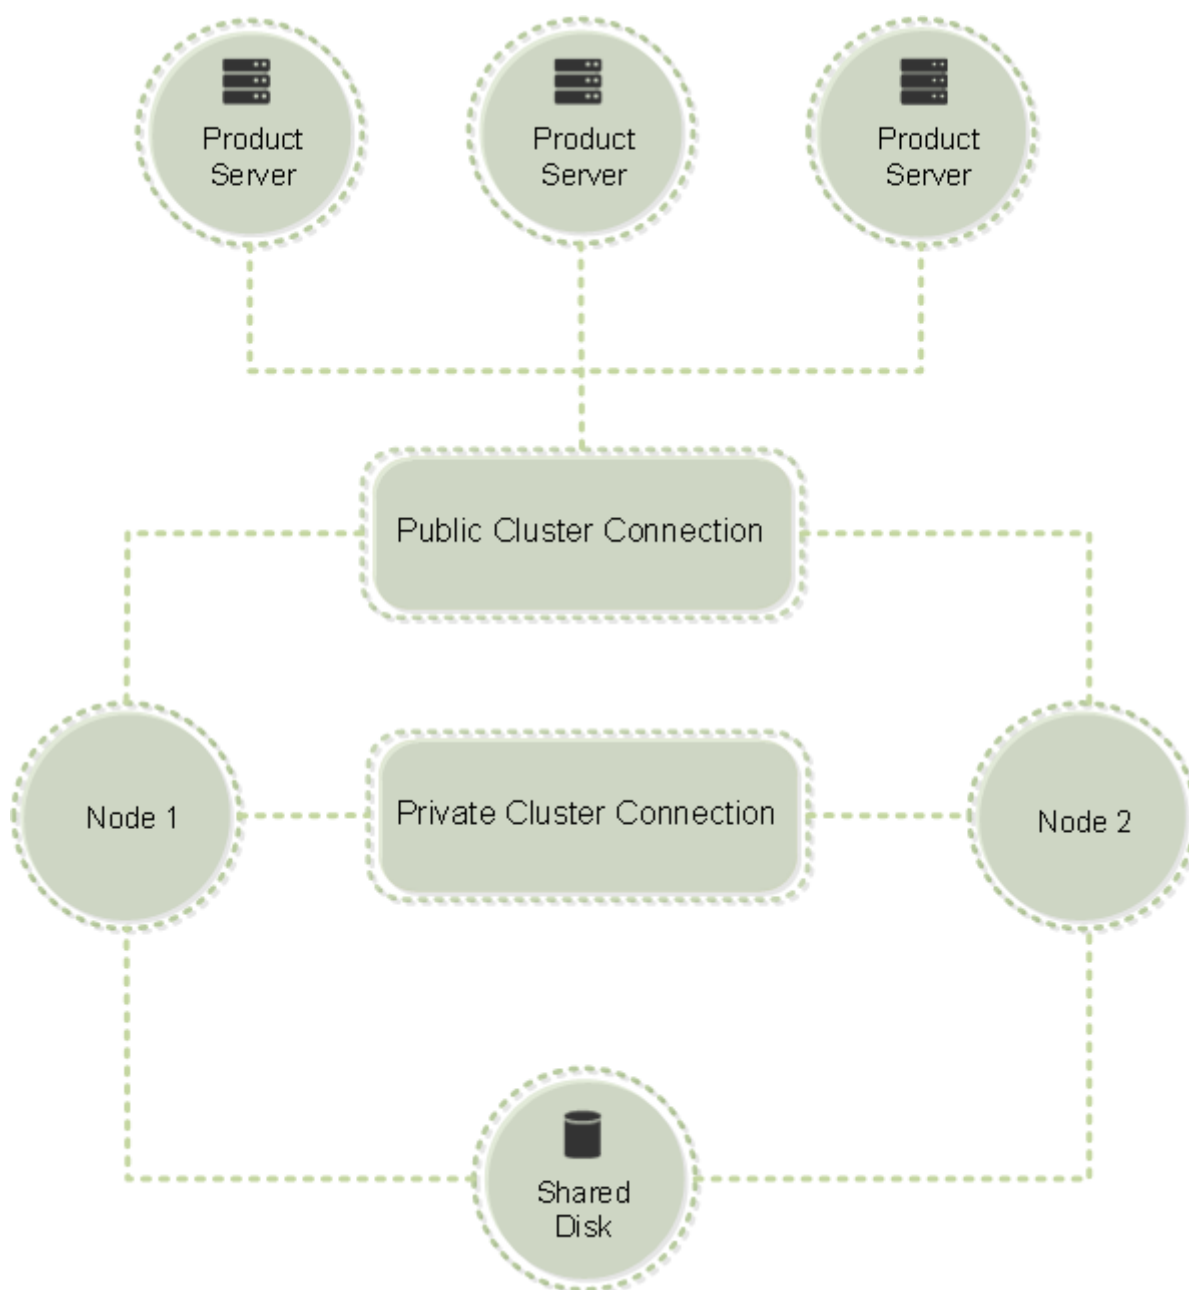 Product
Server
Product
Server
Product
Server
Public Cluster Connection
Node 1
Private Cluster Connection
Node 2
Shared
Disk